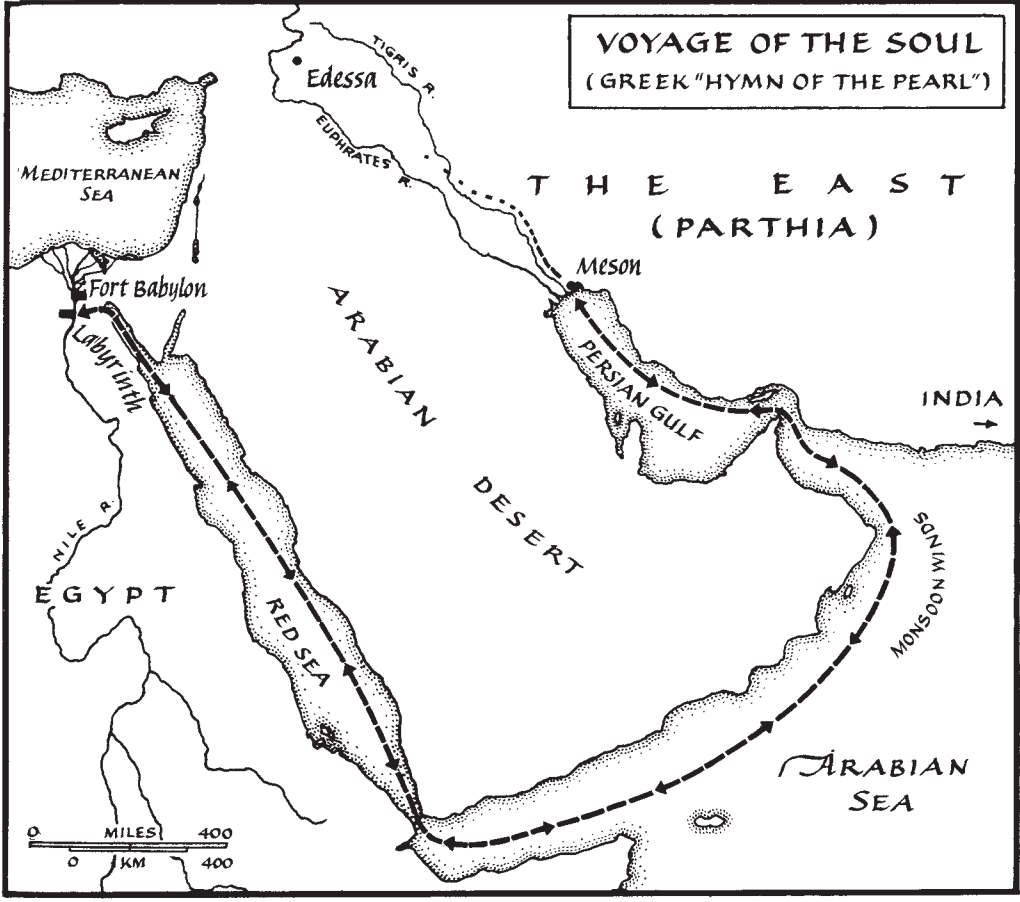 VOYAGE OF THE SOUL
(GREEK "HYMN OF THE PEARL")
TIGRIS R.
Edessa
EUPHRATES R.
MEDITERRANEAN
SEA
THE EAST
(PARTHIA)
Meson
Fort Babylon
Labyrinth
ARABIAN
DESERT
PERSIAN GULF
INDIA
NILE R
EGYPT
RED SEA
MONSOON WINDS
ARABIAN
SEA
0 MILES 400
0 KM 400